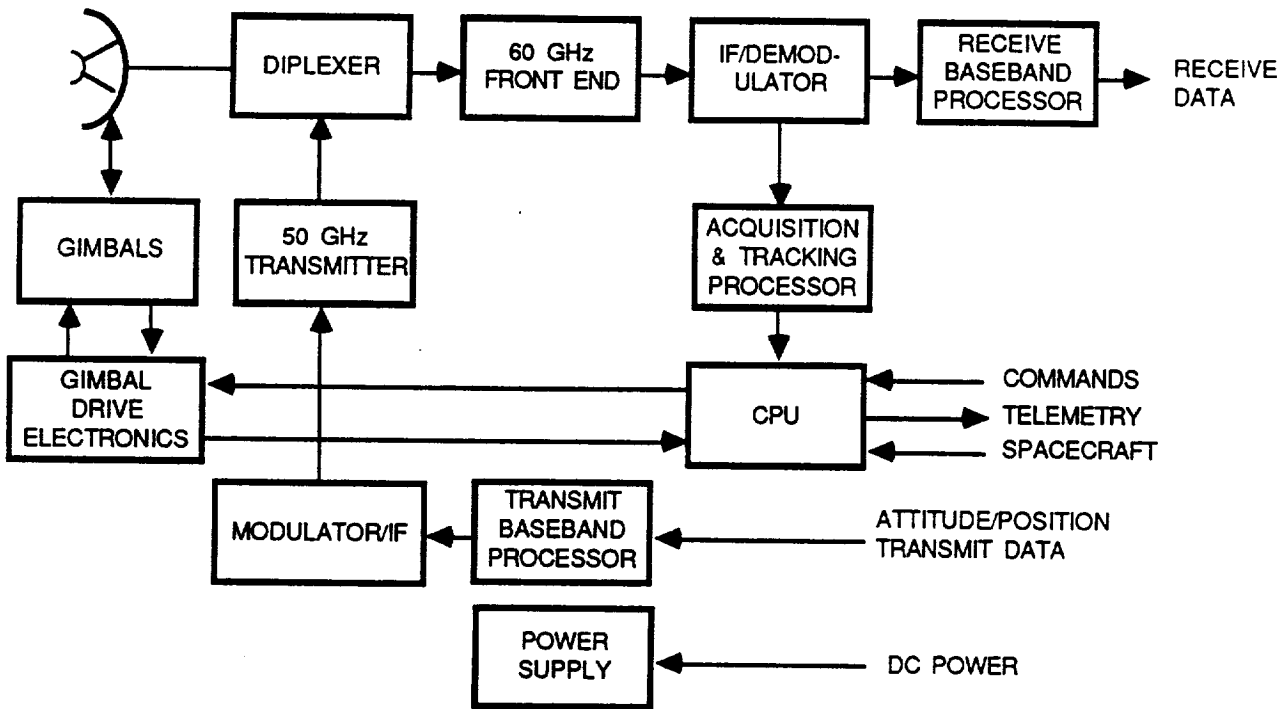 DIPLEXER
60 GHz
FRONT END
IF/DEMOD-
ULATOR
RECEIVE
BASEBAND
PROCESSOR
RECEIVE
DATA
GIMBALS
50 GHz
TRANSMITTER
ACQUISITION
& TRACKING
PROCESSOR
GIMBAL
DRIVE
ELECTRONICS
CPU
COMMANDS
TELEMETRY
SPACECRAFT
MODULATOR/IF
TRANSMIT
BASEBAND
PROCESSOR
ATTITUDE/POSITION
TRANSMIT DATA
POWER
SUPPLY
DC POWER